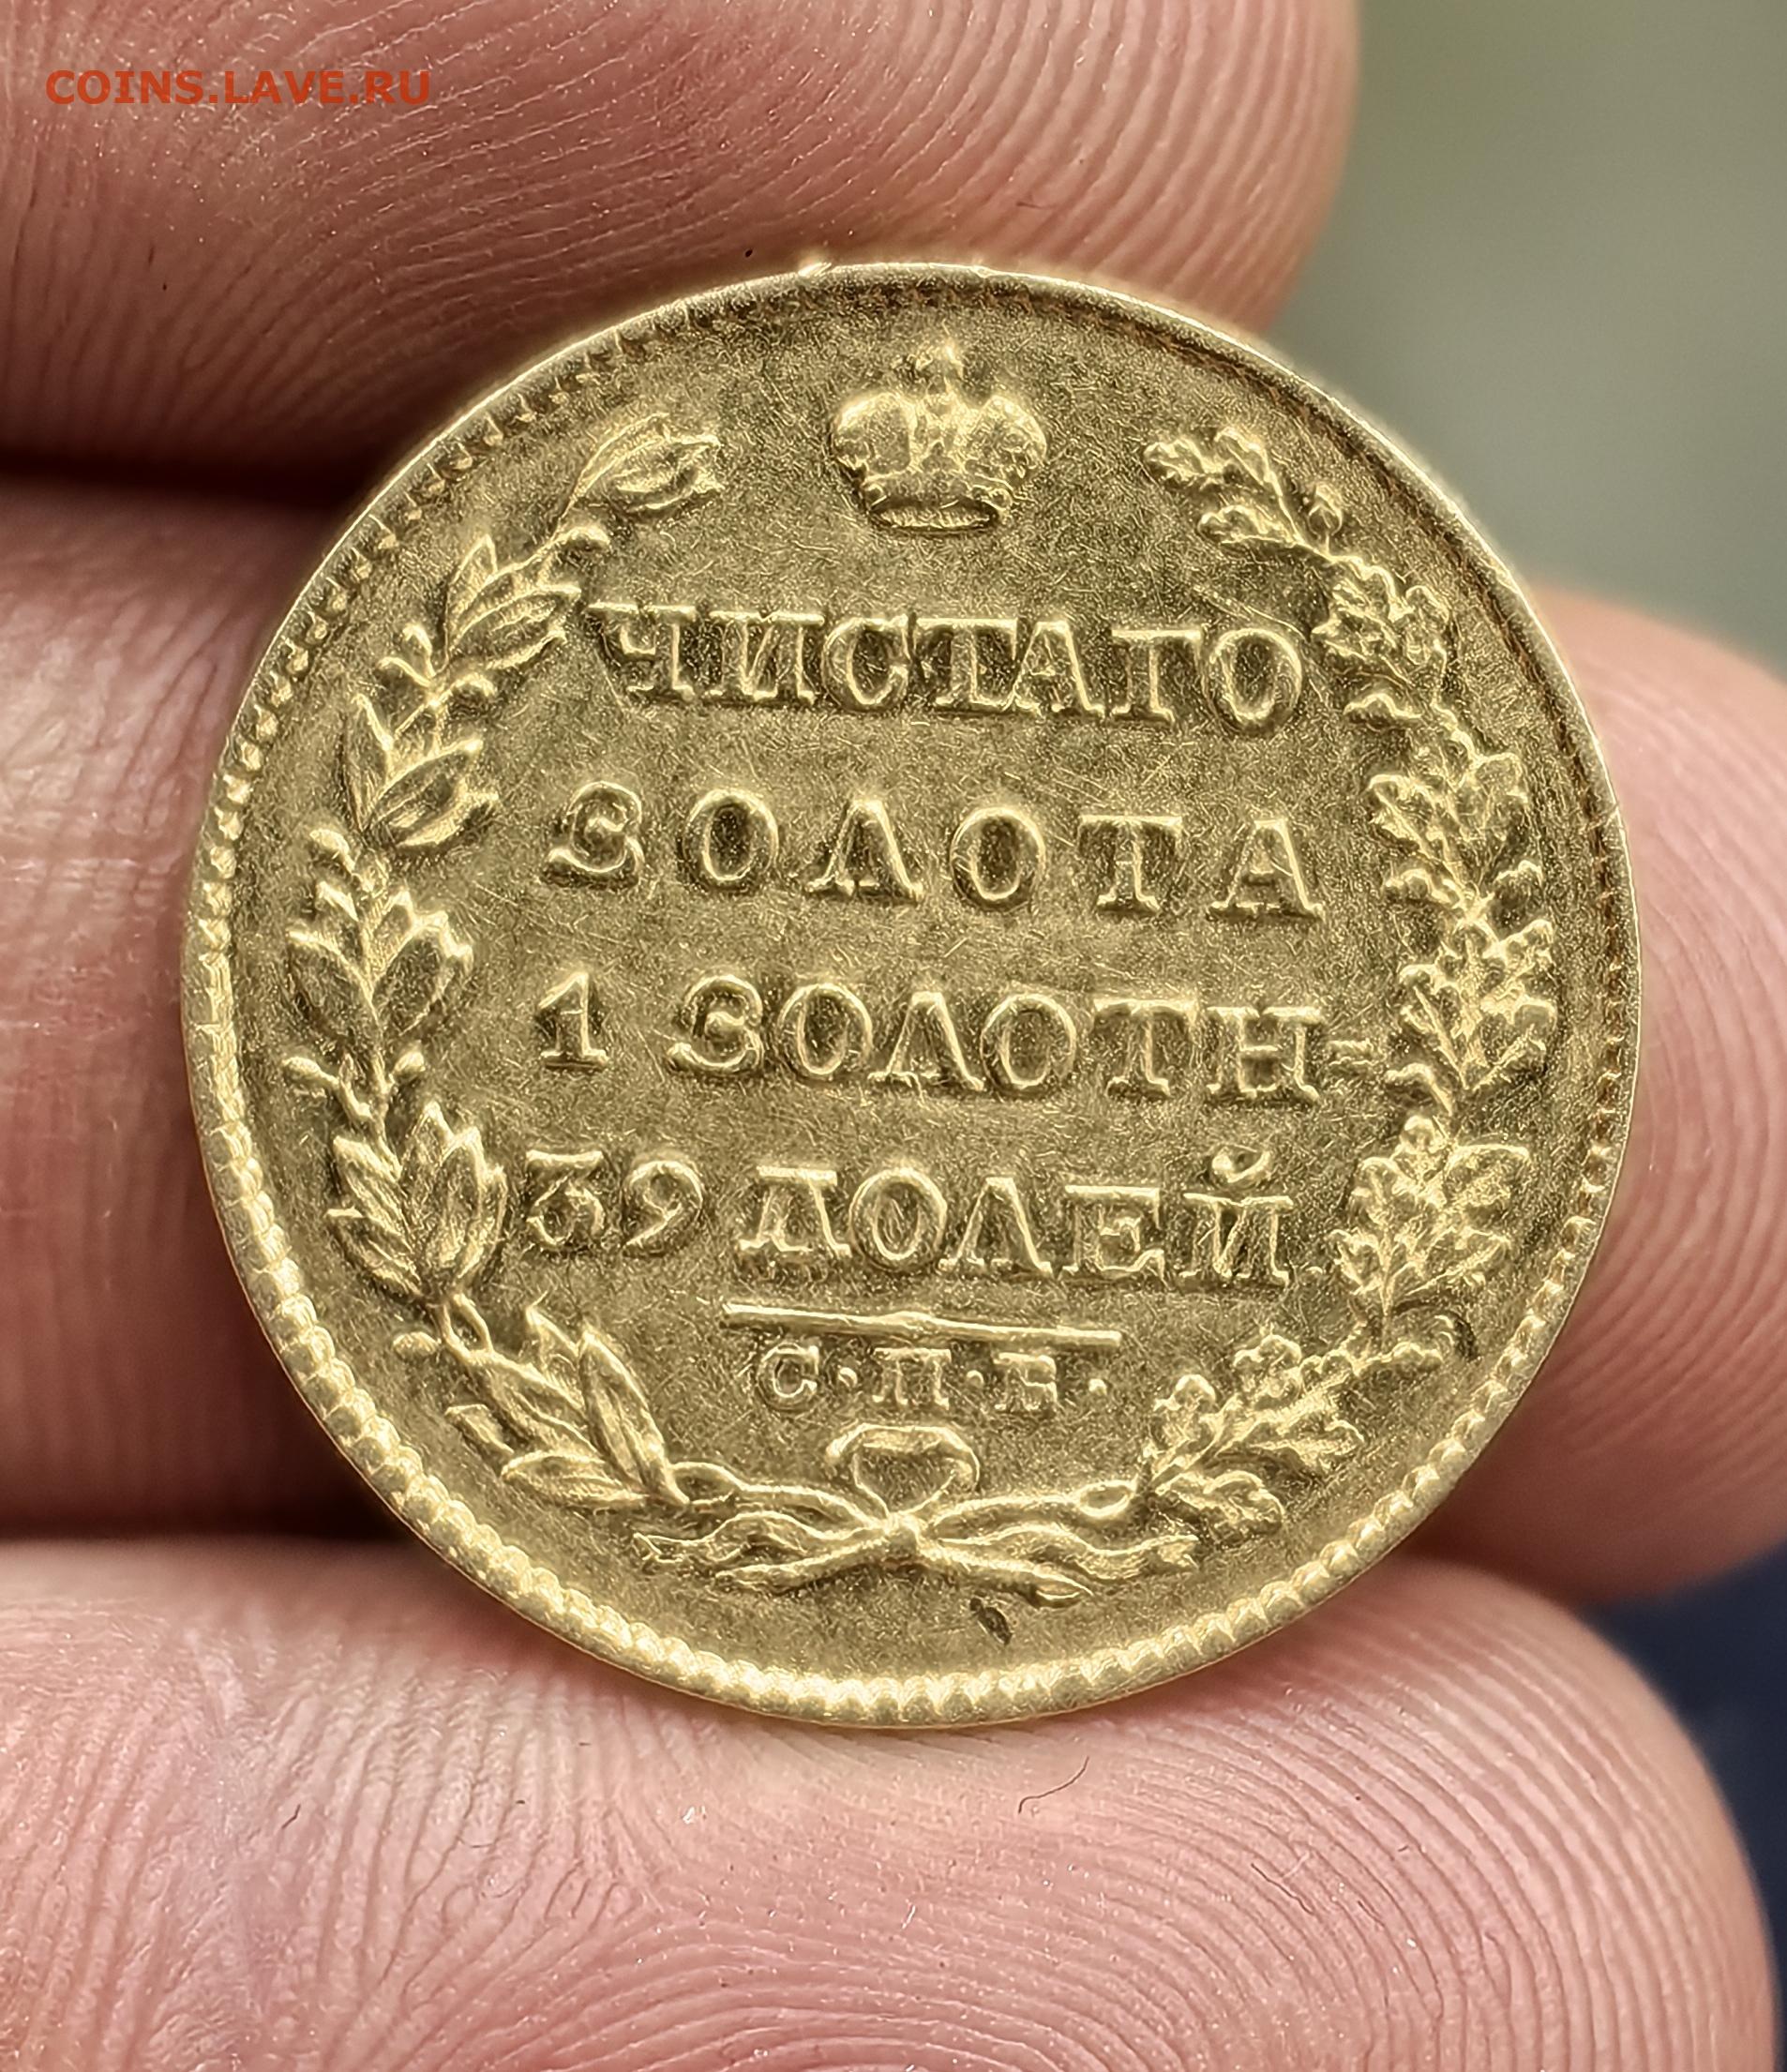 COINS.LAVE.RU
ЧИСТАГО
ЗОЛОТА
1 ЗОЛОТН-
39 ДОЛЕЙ
С·П·Б·